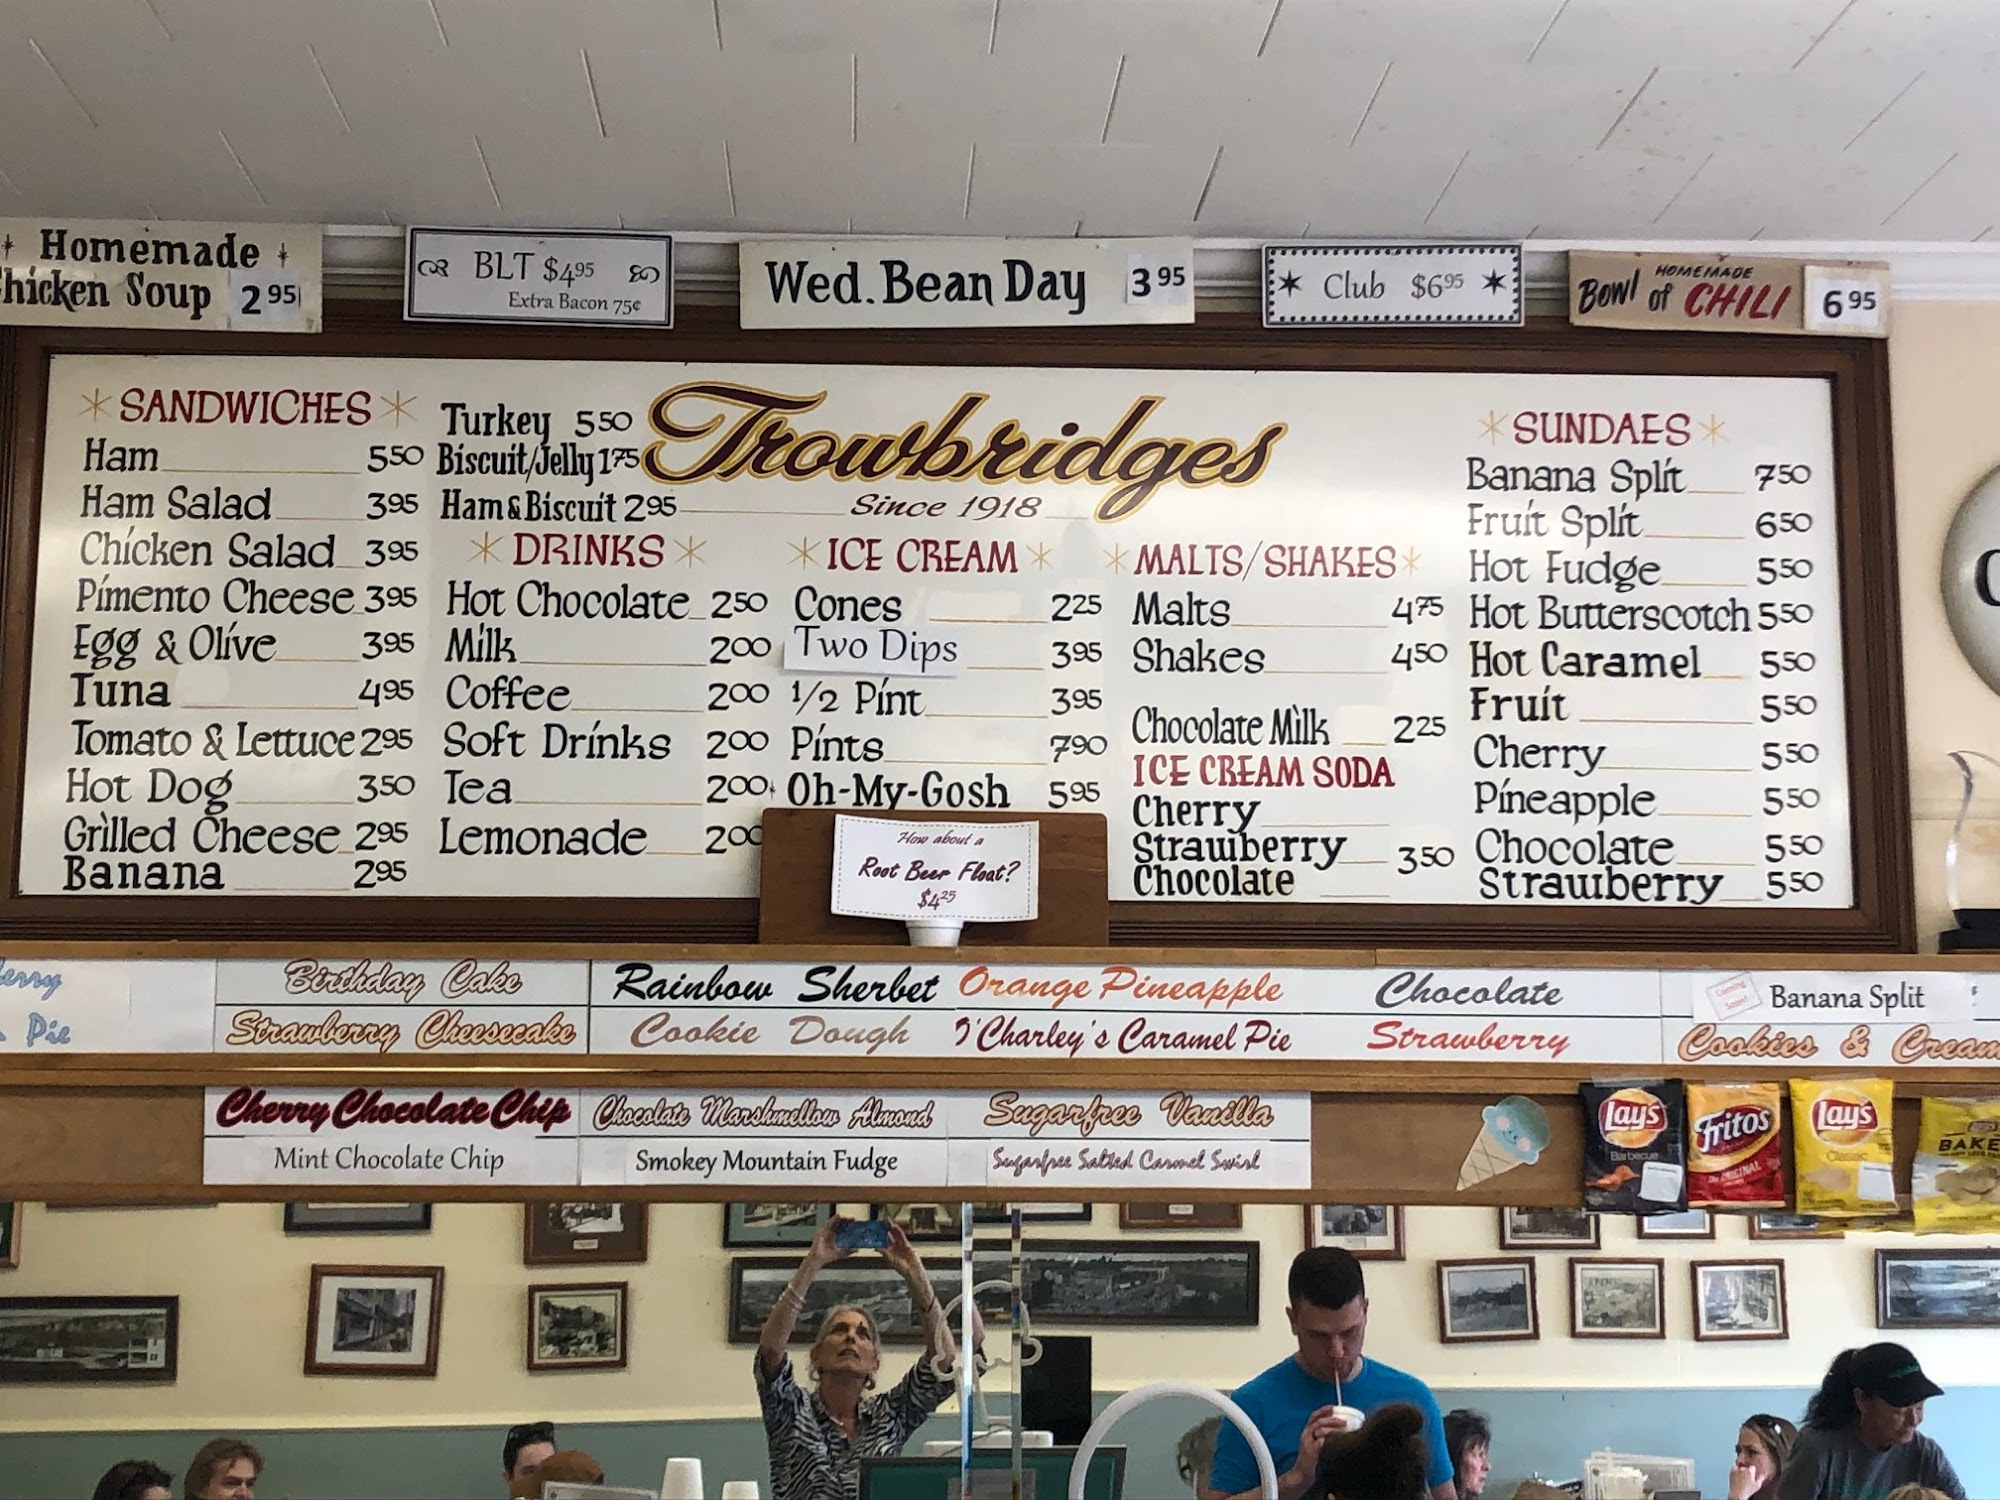 Homemade
Chicken Soup 2 95
BLT $4.95
Extra Bacon 75¢
Wed. Bean Day 3 95
Club $6.95
HOMEMADE
Bowl of CHILI 6 95
SANDWICHES
Ham 5 50
Ham Salad 3 95
Chicken Salad 3 95
Pimento Cheese 3 95
Egg & Olive 3 95
Tuna 4 95
Tomato & Lettuce 2 95
Hot Dog 3 50
Grilled Cheese 2 95
Banana 2 95
Turkey 5 50
Biscuit/Jelly 1 75
Ham & Biscuit 2 95
Trowbridges
Since 1918
DRINKS
Hot Chocolate 2 50
Milk 2 00
Coffee 2 00
Soft Drinks 2 00
Tea 2 00
Lemonade 2 00
ICE CREAM
Cones 2 25
Two Dips 3 95
1/2 Pint 3 95
Pints 7 90
Oh-My-Gosh 5 95
How about a
Root Beer Float?
$4 25
MALTS/SHAKES
Malts 4 75
Shakes 4 50
Chocolate Milk 2 25
ICE CREAM SODA
Cherry
Strawberry 3 50
Chocolate
SUNDAES
Banana Split 7 50
Fruit Split 6 50
Hot Fudge 5 50
Hot Butterscotch 5 50
Hot Caramel 5 50
Fruit 5 50
Cherry 5 50
Pineapple 5 50
Chocolate 5 50
Strawberry 5 50
Pie
Birthday Cake
Strawberry Cheesecake
Rainbow Sherbet
Cookie Dough
Orange Pineapple
J'Charley's Caramel Pie
Chocolate
Strawberry
Coming Soon!
Banana Split
Cookies & Cream
Cherry Chocolate Chip
Mint Chocolate Chip
Chocolate Marshmellow Almond
Smokey Mountain Fudge
Sugarfree Vanilla
Sugarfree Salted Carmel Swirl
Lay's
Barbecue
Fritos
ORIGINAL
Lay's
Classic
BAKE